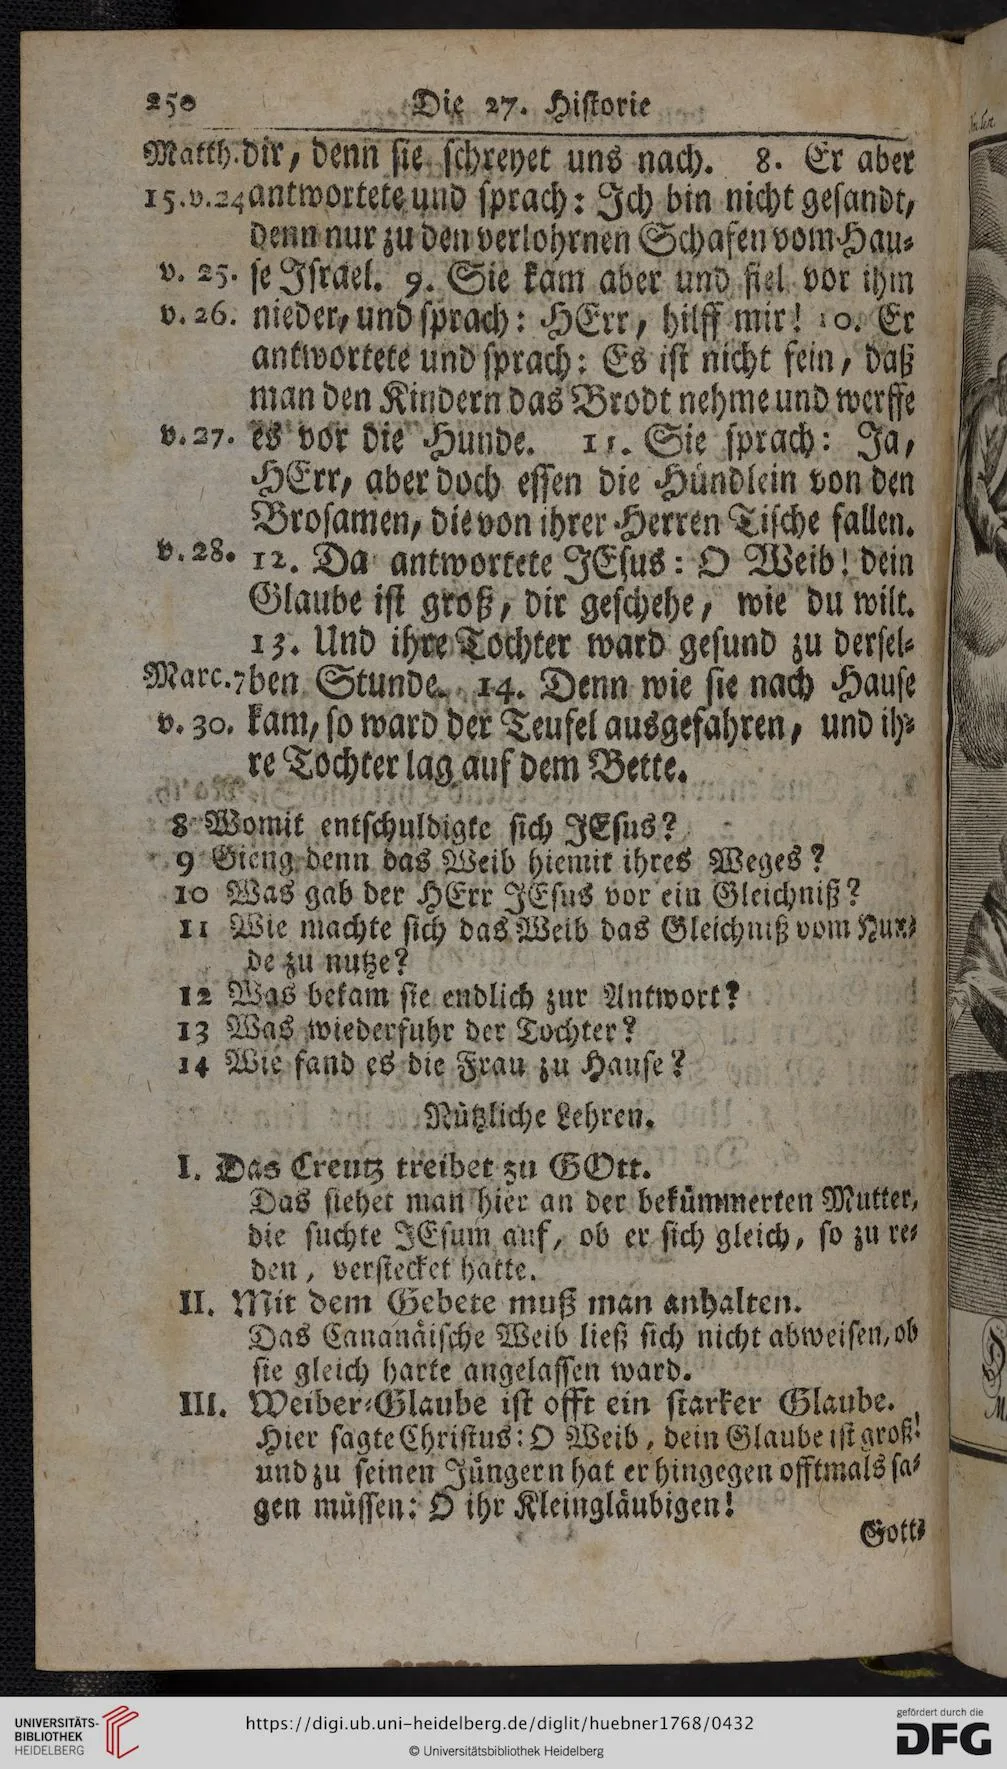 250 Die 27. Historie
Matth. dir, denn sie schreyet uns nach. 8. Er aber
15.v.24 antwortete und sprach: Ich bin nicht gesandt,
denn nur zu den verlohrnen Schafen vom Hau⸗
v. 25. se Israel. 9. Sie kam aber und fiel vor ihm
v. 26. nieder, und sprach: HErr, hilff mir! 10. Er
antwortete und sprach: Es ist nicht fein, daß
man den Kindern das Brodt nehme und werffe
v. 27. es vor die Hunde. 11. Sie sprach: Ja,
HErr, aber doch essen die Hündlein von den
Brosamen, die von ihrer Herren Tische fallen.
v. 28. 12. Da antwortete JEsus: O Weib! dein
Glaube ist groß, dir geschehe, wie du wilt.
13. Und ihre Tochter ward gesund zu dersel⸗
Marc. 7 ben Stunde. 14. Denn wie sie nach Hause
v. 30. kam, so ward der Teufel ausgefahren, und ih⸗
re Tochter lag auf dem Bette.
8 Womit entschuldigte sich JEsus?
9 Gieng denn das Weib hiemit ihres Weges?
10 Was gab der HErr JEsus vor ein Gleichniß?
11 Wie machte sich das Weib das Gleichniß vom Hun⸗
de zu nutze?
12 Was bekam sie endlich zur Antwort?
13 Was wiederfuhr der Tochter?
14 Wie fand es die Frau zu Hause?
Nützliche Lehren.
I. Das Creutz treibet zu GOtt.
Das siehet man hier an der bekümmerten Mutter,
die suchte JEsum auf, ob er sich gleich, so zu re⸗
den, verstecket hatte.
II. Mit dem Gebete muß man anhalten.
Das Cananäische Weib ließ sich nicht abweisen, ob
sie gleich harte angelassen ward.
III. Weiber⸗Glaube ist offt ein starker Glaube.
Hier sagte Christus: O Weib, dein Glaube ist groß!
und zu seinen Jüngern hat er hingegen offtmals sa⸗
gen müssen: O ihr Kleingläubigen!
Gott⸗
UNIVERSITÄTS-
BIBLIOTHEK
HEIDELBERG
https://digi.ub.uni-heidelberg.de/diglit/huebner1768/0432
© Universitätsbibliothek Heidelberg
gefördert durch die
DFG